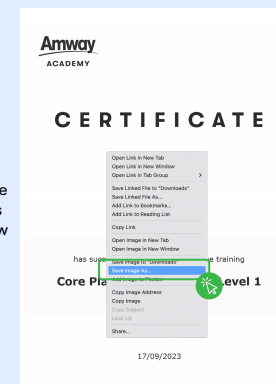 Amway
ACADEMY
CERTIFICATE
Open Link in New Tab
Open Link in New Window
Open Link in Tab Group >
Save Linked File to "Downloads"
Save Linked File As...
Add Link to Bookmarks...
Add Link to Reading List
Copy Link
Open Image in New Tab
Open Image in New Window
Save Image to "Downloads"
has suc training
Save Image As...
Add Image to Photos
Core Level 1
Copy Image Address
Copy Image
Copy Subject
Look Up
Share...
17/09/2023